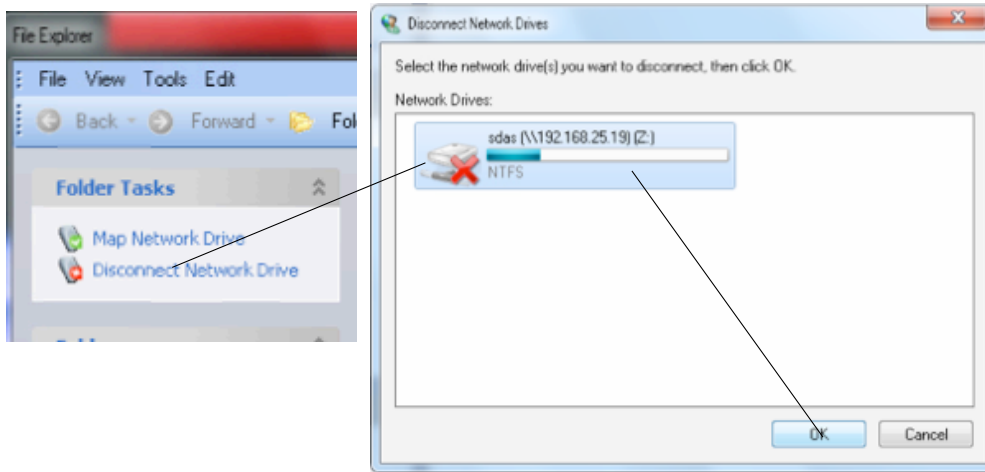 File Explorer
File View Tools Edit
Back Forward Fol
Folder Tasks
Map Network Drive
Disconnect Network Drive
Disconnect Network Drives
Select the network drive(s) you want to disconnect, then click OK.
Network Drives:
sdas (\\192.168.25.19) (Z:)
NTFS
OK Cancel